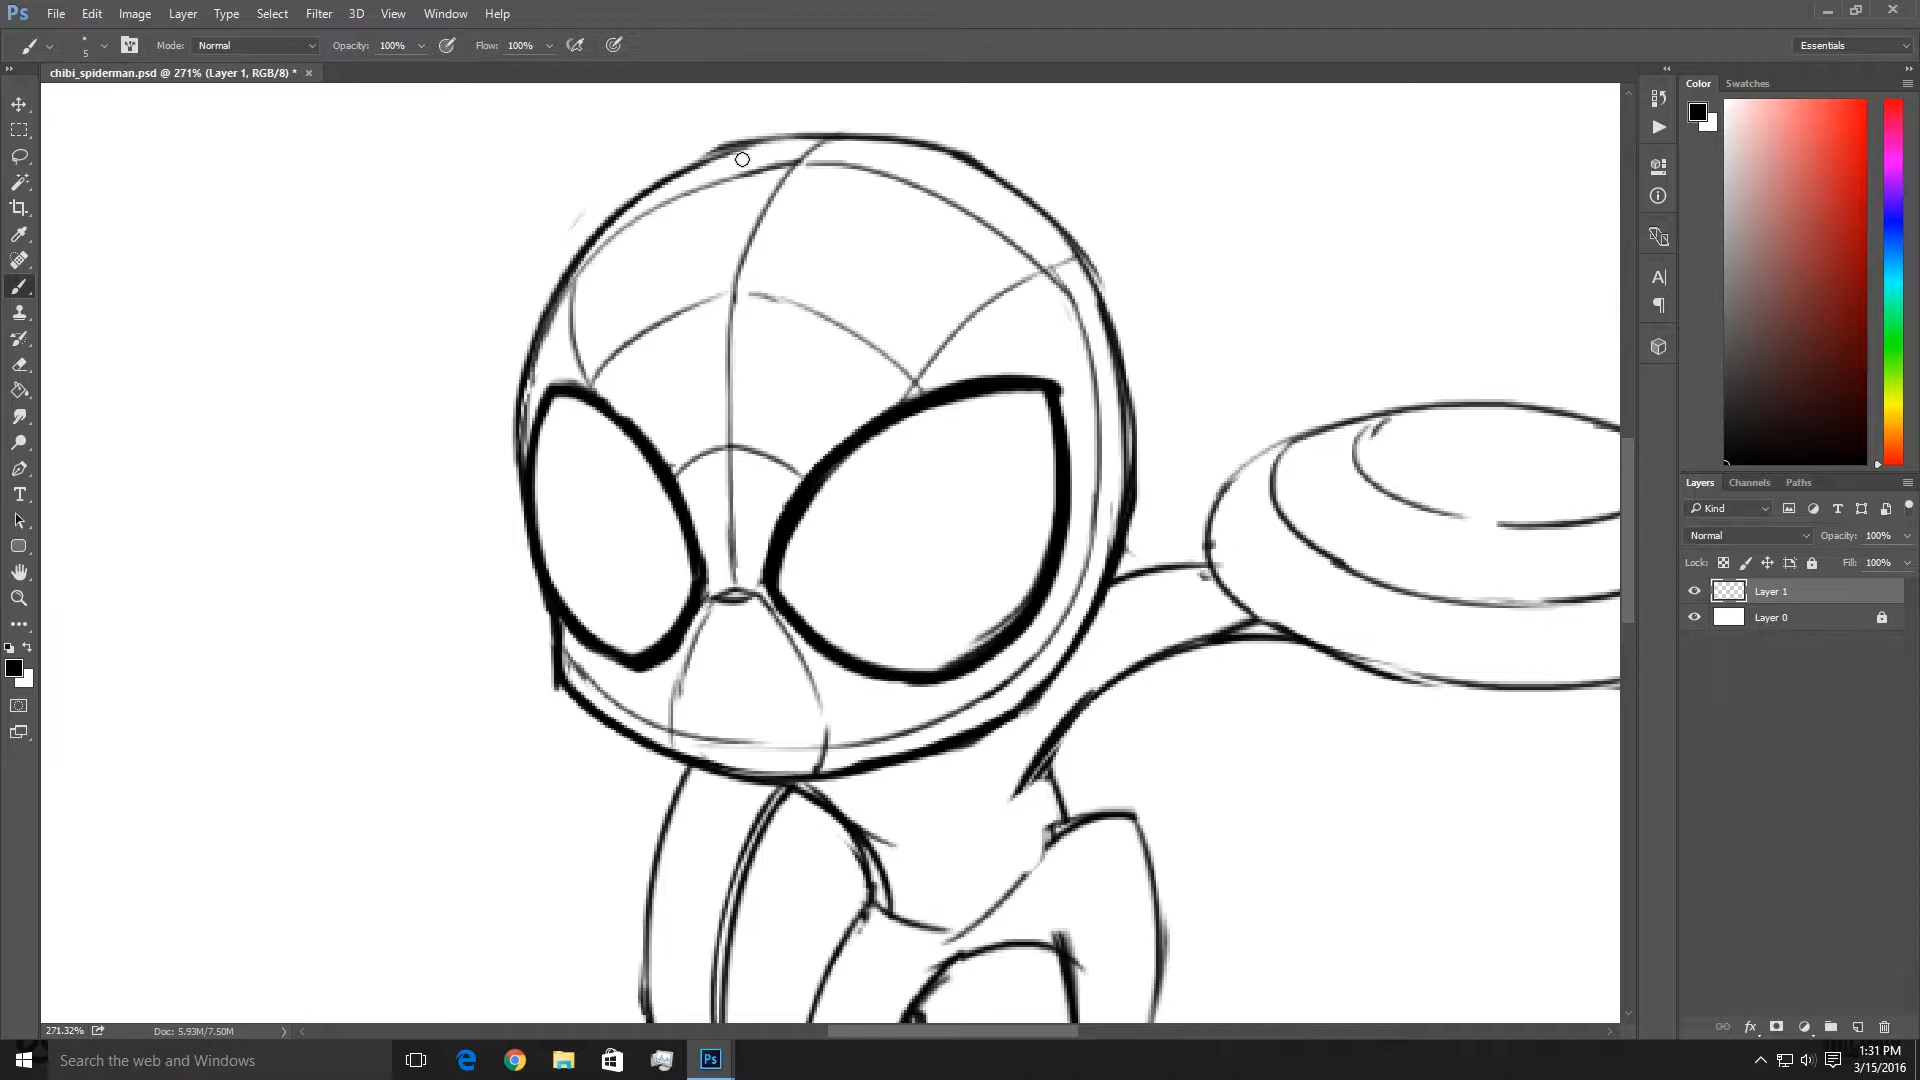 Ps File Edit Image Layer Type Select Filter 3D View Window Help
5 Mode: Normal Opacity: 100% Flow: 100% Essentials
chibi_spiderman.psd @ 271% (Layer 1, RGB/8) * ×
Color Swatches
Layers Channels Paths
Kind
Normal Opacity: 100%
Lock: Fill: 100%
Layer 1
Layer 0
271.32% Doc: 5.93M/7.50M
Search the web and Windows
Ps
1:31 PM
3/15/2016